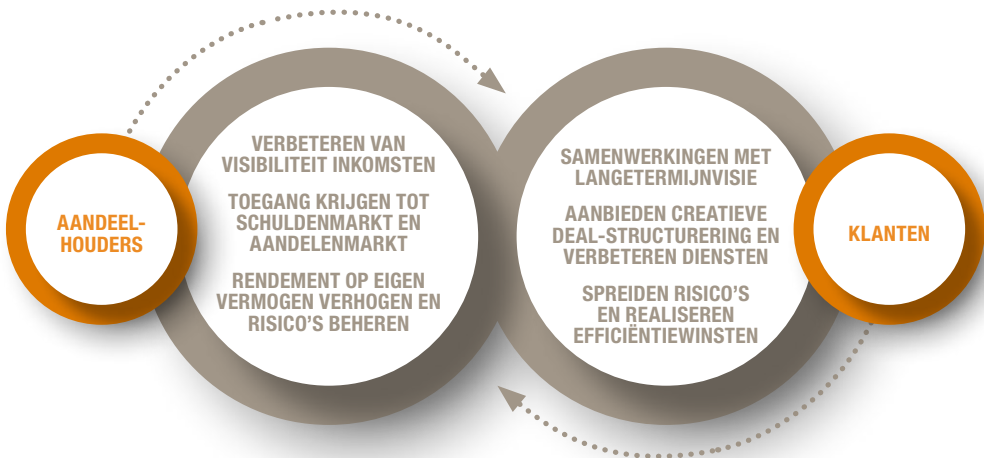 AANDEEL-
HOUDERS
VERBETEREN VAN
VISIBILITEIT INKOMSTEN
TOEGANG KRIJGEN TOT
SCHULDENMARKT EN
AANDELENMARKT
RENDEMENT OP EIGEN
VERMOGEN VERHOGEN EN
RISICO'S BEHEREN
SAMENWERKINGEN MET
LANGETERMIJNVISIE
AANBIEDEN CREATIEVE
DEAL-STRUCTURERING EN
VERBETEREN DIENSTEN
SPREIDEN RISICO'S
EN REALISEREN
EFFICIËNTIEWINSTEN
KLANTEN